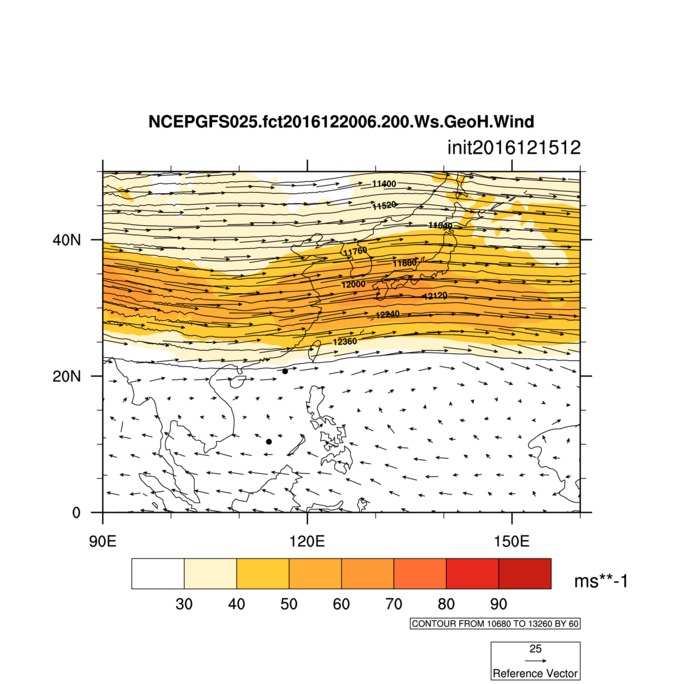 NCEPGFS025.fct2016122006.200.Ws.GeoH.Wind
init2016121512
11400
11520
11640
40N
11760
11880
12000
12120
12240
12360
20N
0
90E 120E 150E
ms**-1
30 40 50 60 70 80 90
CONTOUR FROM 10680 TO 13260 BY 60
25
Reference Vector